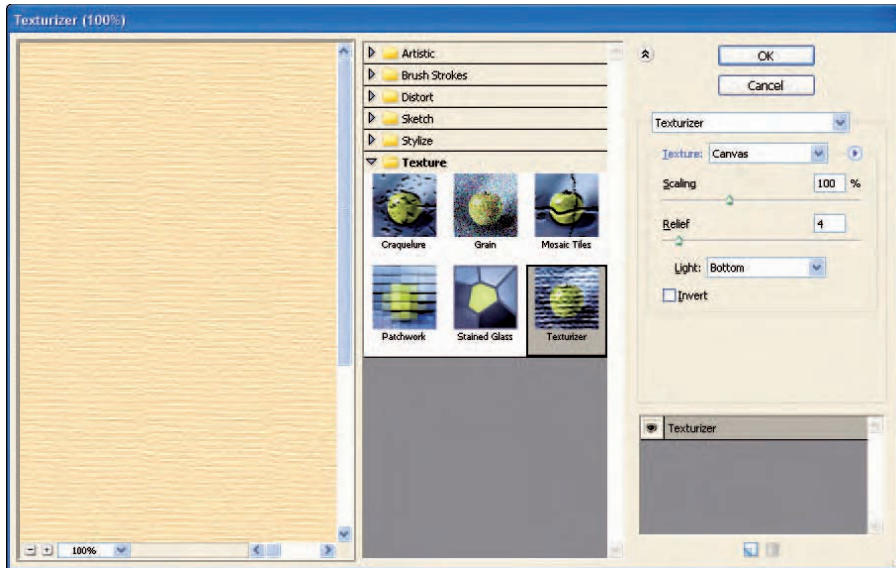 Texturizer (100%)
Artistic
Brush Strokes
Distort
Sketch
Stylize
Texture
Craquelure
Grain
Mosaic Tiles
Patchwork
Stained Glass
Texturizer
100%
OK
Cancel
Texturizer
Texture: Canvas
Scaling 100 %
Relief 4
Light: Bottom
Invert
Texturizer